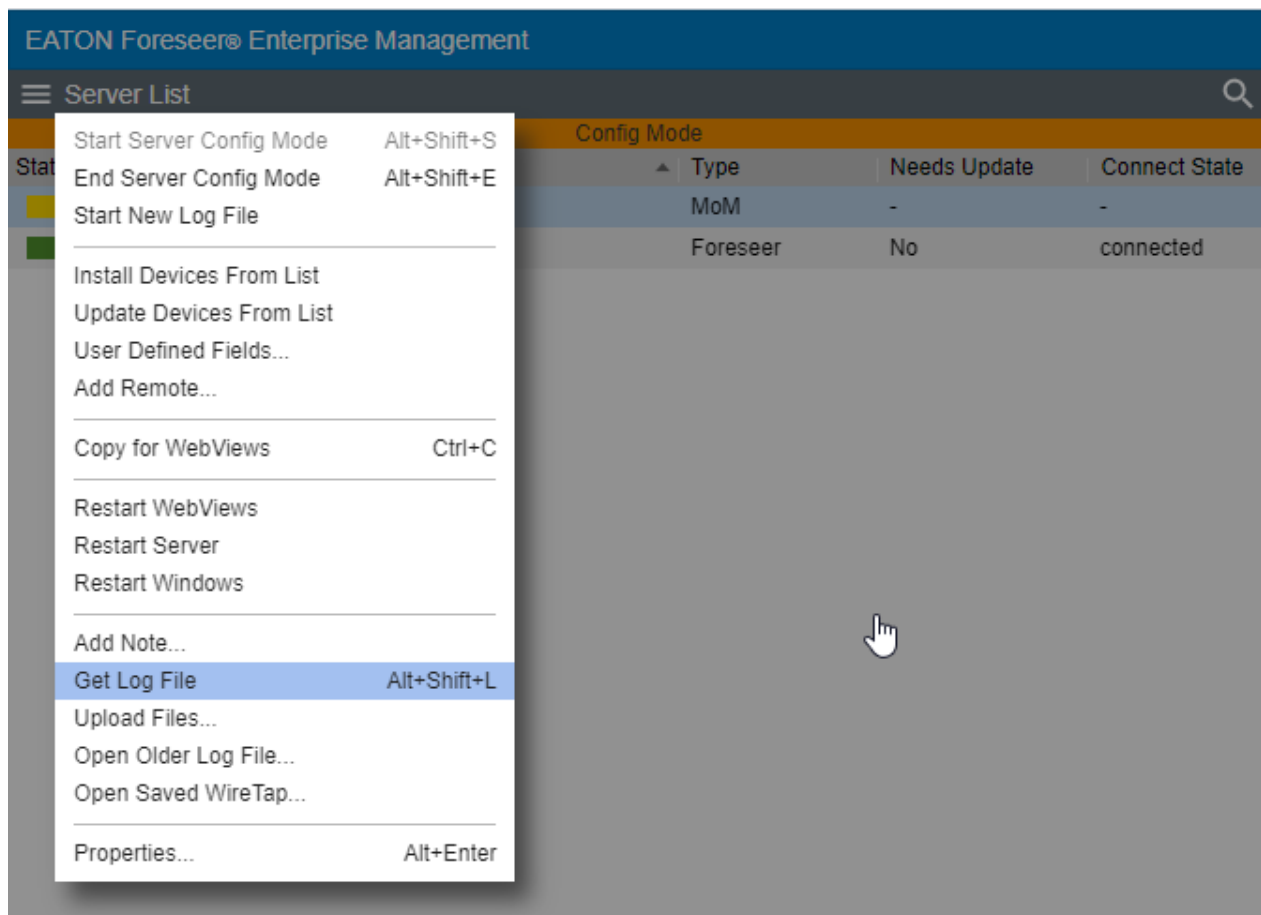 EATON Foreseer® Enterprise Management
Server List
Config Mode
Stat Type Needs Update Connect State
MoM - -
Foreseer No connected
Start Server Config Mode Alt+Shift+S
End Server Config Mode Alt+Shift+E
Start New Log File
Install Devices From List
Update Devices From List
User Defined Fields...
Add Remote...
Copy for WebViews Ctrl+C
Restart WebViews
Restart Server
Restart Windows
Add Note...
Get Log File Alt+Shift+L
Upload Files...
Open Older Log File...
Open Saved WireTap...
Properties... Alt+Enter